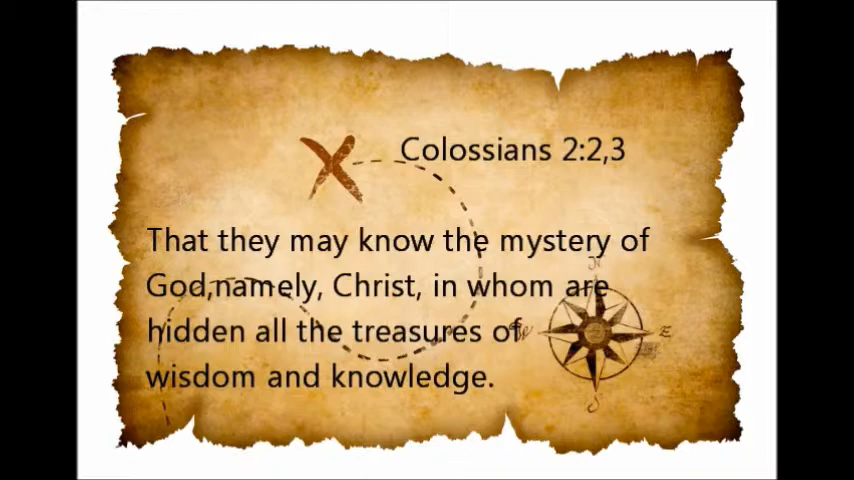 Colossians 2:2,3
That they may know the mystery of
God,namely, Christ, in whom are
hidden all the treasures of
wisdom and knowledge.
N
W
E
S